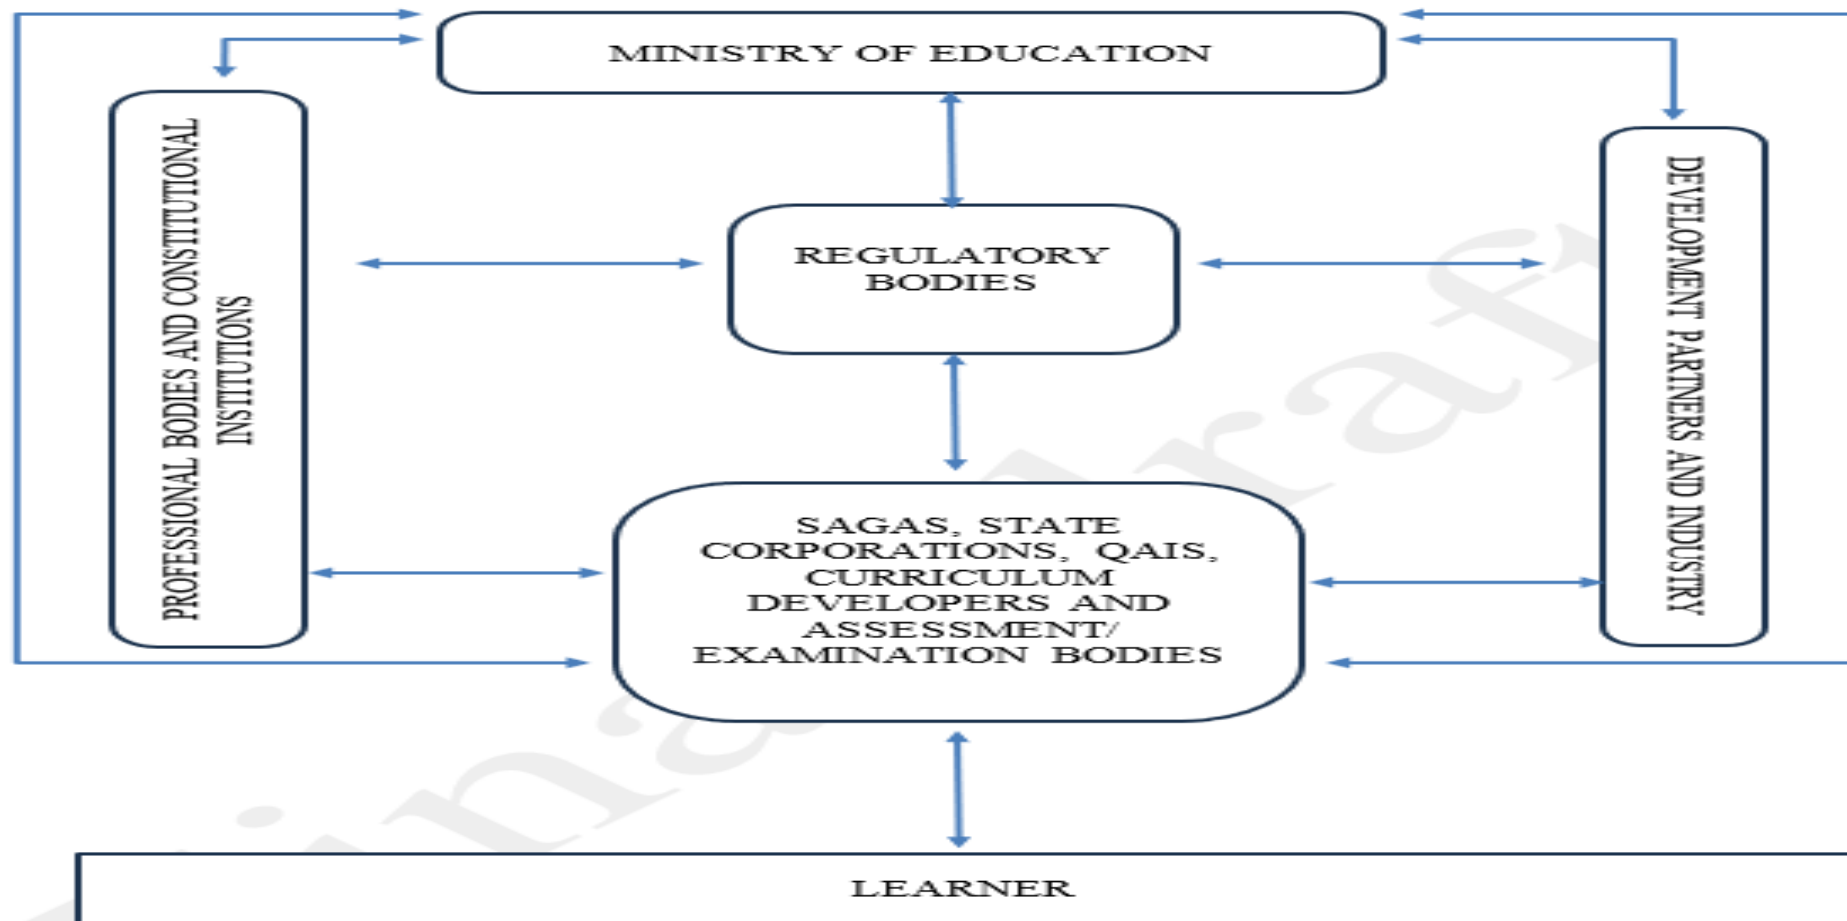 MINISTRY OF EDUCATION
PROFESSIONAL BODIES AND CONSTITUTIONAL
INSTITUTIONS
REGULATORY
BODIES
DEVELOPMENT PARTNERS AND INDUSTRY
SAGAS, STATE
CORPORATIONS, QAIS,
CURRICULUM
DEVELOPERS AND
ASSESSMENT/
EXAMINATION BODIES
LEARNER